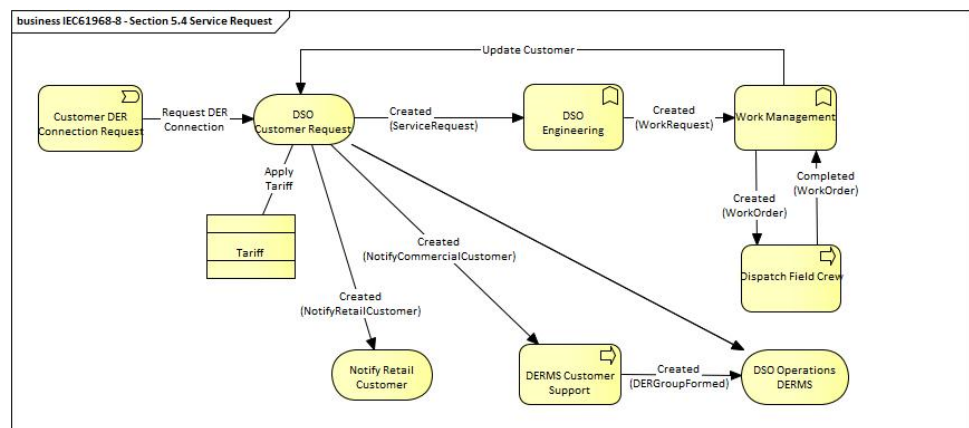 business IEC61968-8 - Section 5.4 Service Request
Update Customer
Customer DER
Connection Request
Request DER
Connection
DSO
Customer Request
Created
(ServiceRequest)
DSO
Engineering
Created
(WorkRequest)
Work Management
Apply
Tariff
Tariff
Created
(WorkOrder)
Completed
(WorkOrder)
Created
(NotifyCommercialCustomer)
Dispatch Field Crew
Created
(NotifyRetailCustomer)
Notify Retail
Customer
DERMS Customer
Support
Created
(DERGroupFormed)
DSO Operations
DERMS